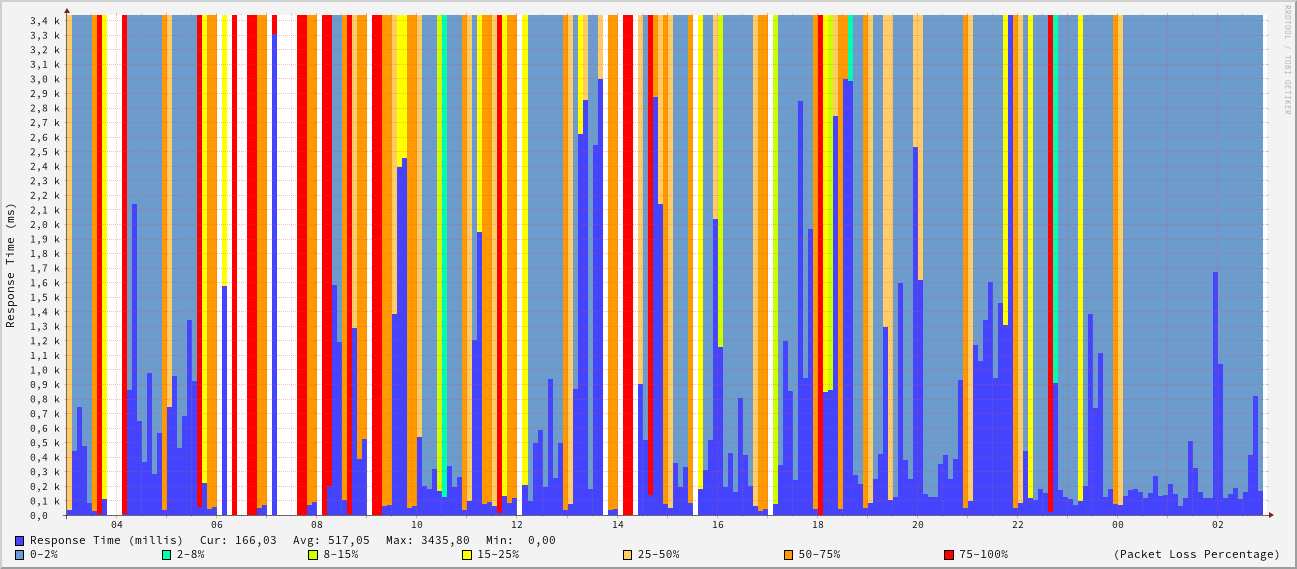 RRDTOOL / TOBI OETIKER
Response Time (ms)
3,4 k
3,3 k
3,2 k
3,1 k
3,0 k
2,9 k
2,8 k
2,7 k
2,6 k
2,5 k
2,4 k
2,3 k
2,2 k
2,1 k
2,0 k
1,9 k
1,8 k
1,7 k
1,6 k
1,5 k
1,4 k
1,3 k
1,2 k
1,1 k
1,0 k
0,9 k
0,8 k
0,7 k
0,6 k
0,5 k
0,4 k
0,3 k
0,2 k
0,1 k
0,0
04 06 08 10 12 14 16 18 20 22 00 02
Response Time (millis) Cur: 166,03 Avg: 517,05 Max: 3435,80 Min: 0,00
0-2% 2-8% 8-15% 15-25% 25-50% 50-75% 75-100% (Packet Loss Percentage)